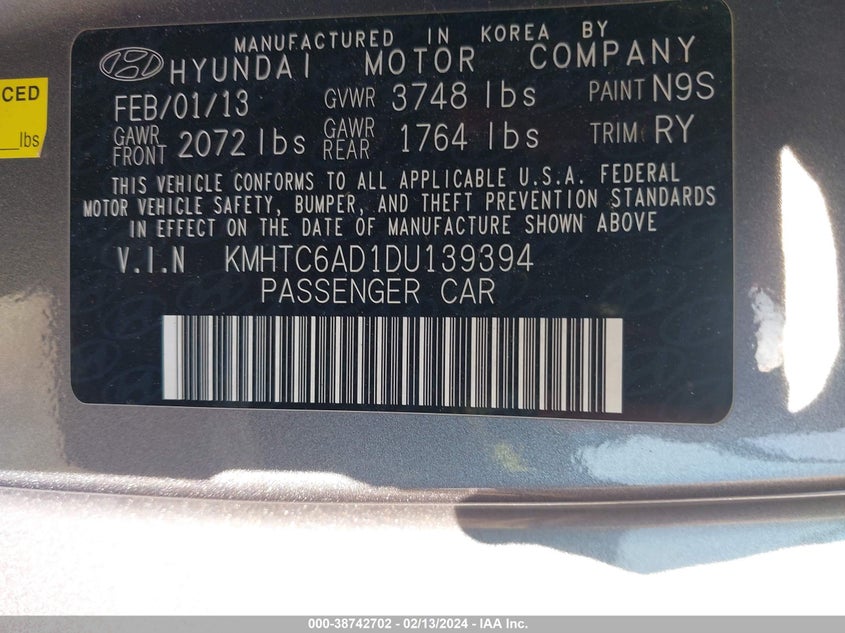 CED
lbs
MANUFACTURED IN KOREA BY
HYUNDAI MOTOR COMPANY
FEB/01/13 GVWR 3748 lbs PAINT N9S
GAWR FRONT 2072 lbs GAWR REAR 1764 lbs TRIM RY
THIS VEHICLE CONFORMS TO ALL APPLICABLE U.S.A. FEDERAL
MOTOR VEHICLE SAFETY, BUMPER, AND THEFT PREVENTION STANDARDS
IN EFFECT ON THE DATE OF MANUFACTURE SHOWN ABOVE
V.I.N KMHTC6AD1DU139394
PASSENGER CAR
000-38742702 - 02/13/2024 - IAA Inc.